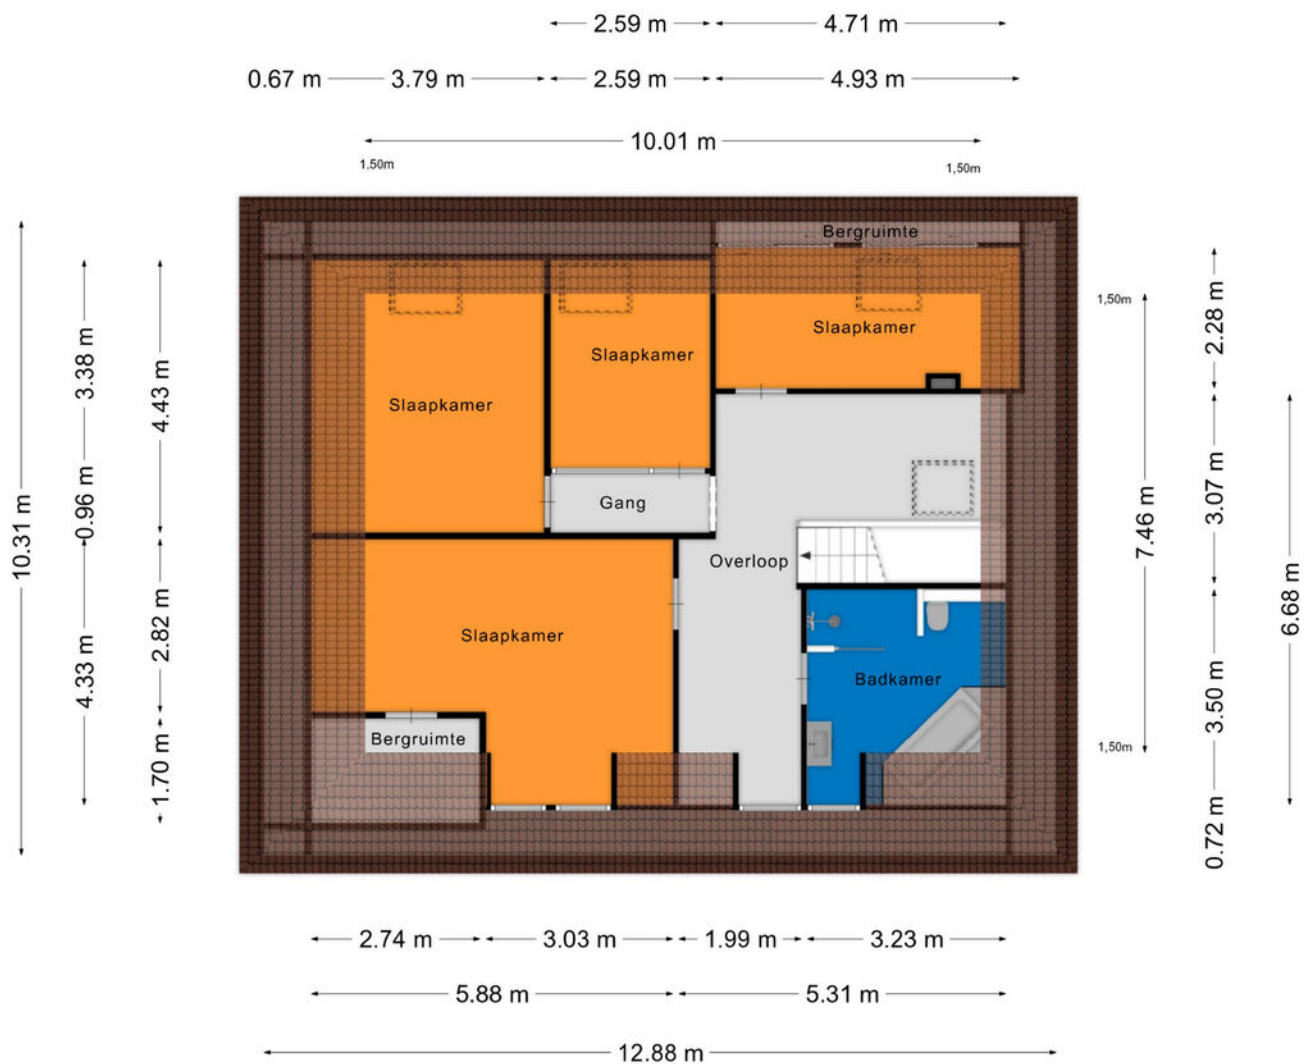 2.59 m 4.71 m
0.67 m 3.79 m 2.59 m 4.93 m
10.01 m
1.50m 1,50m
Bergruimte
Slaapkamer
Slaapkamer
Slaapkamer
Gang
Overloop
Slaapkamer
Badkamer
Bergruimte
10.31 m
3.38 m
0.96 m
4.33 m
4.43 m
2.82 m
1.70 m
1,50m
7.46 m
1,50m
2.28 m
3.07 m
3.50 m
0.72 m
6.68 m
2.74 m 3.03 m 1.99 m 3.23 m
5.88 m 5.31 m
12.88 m